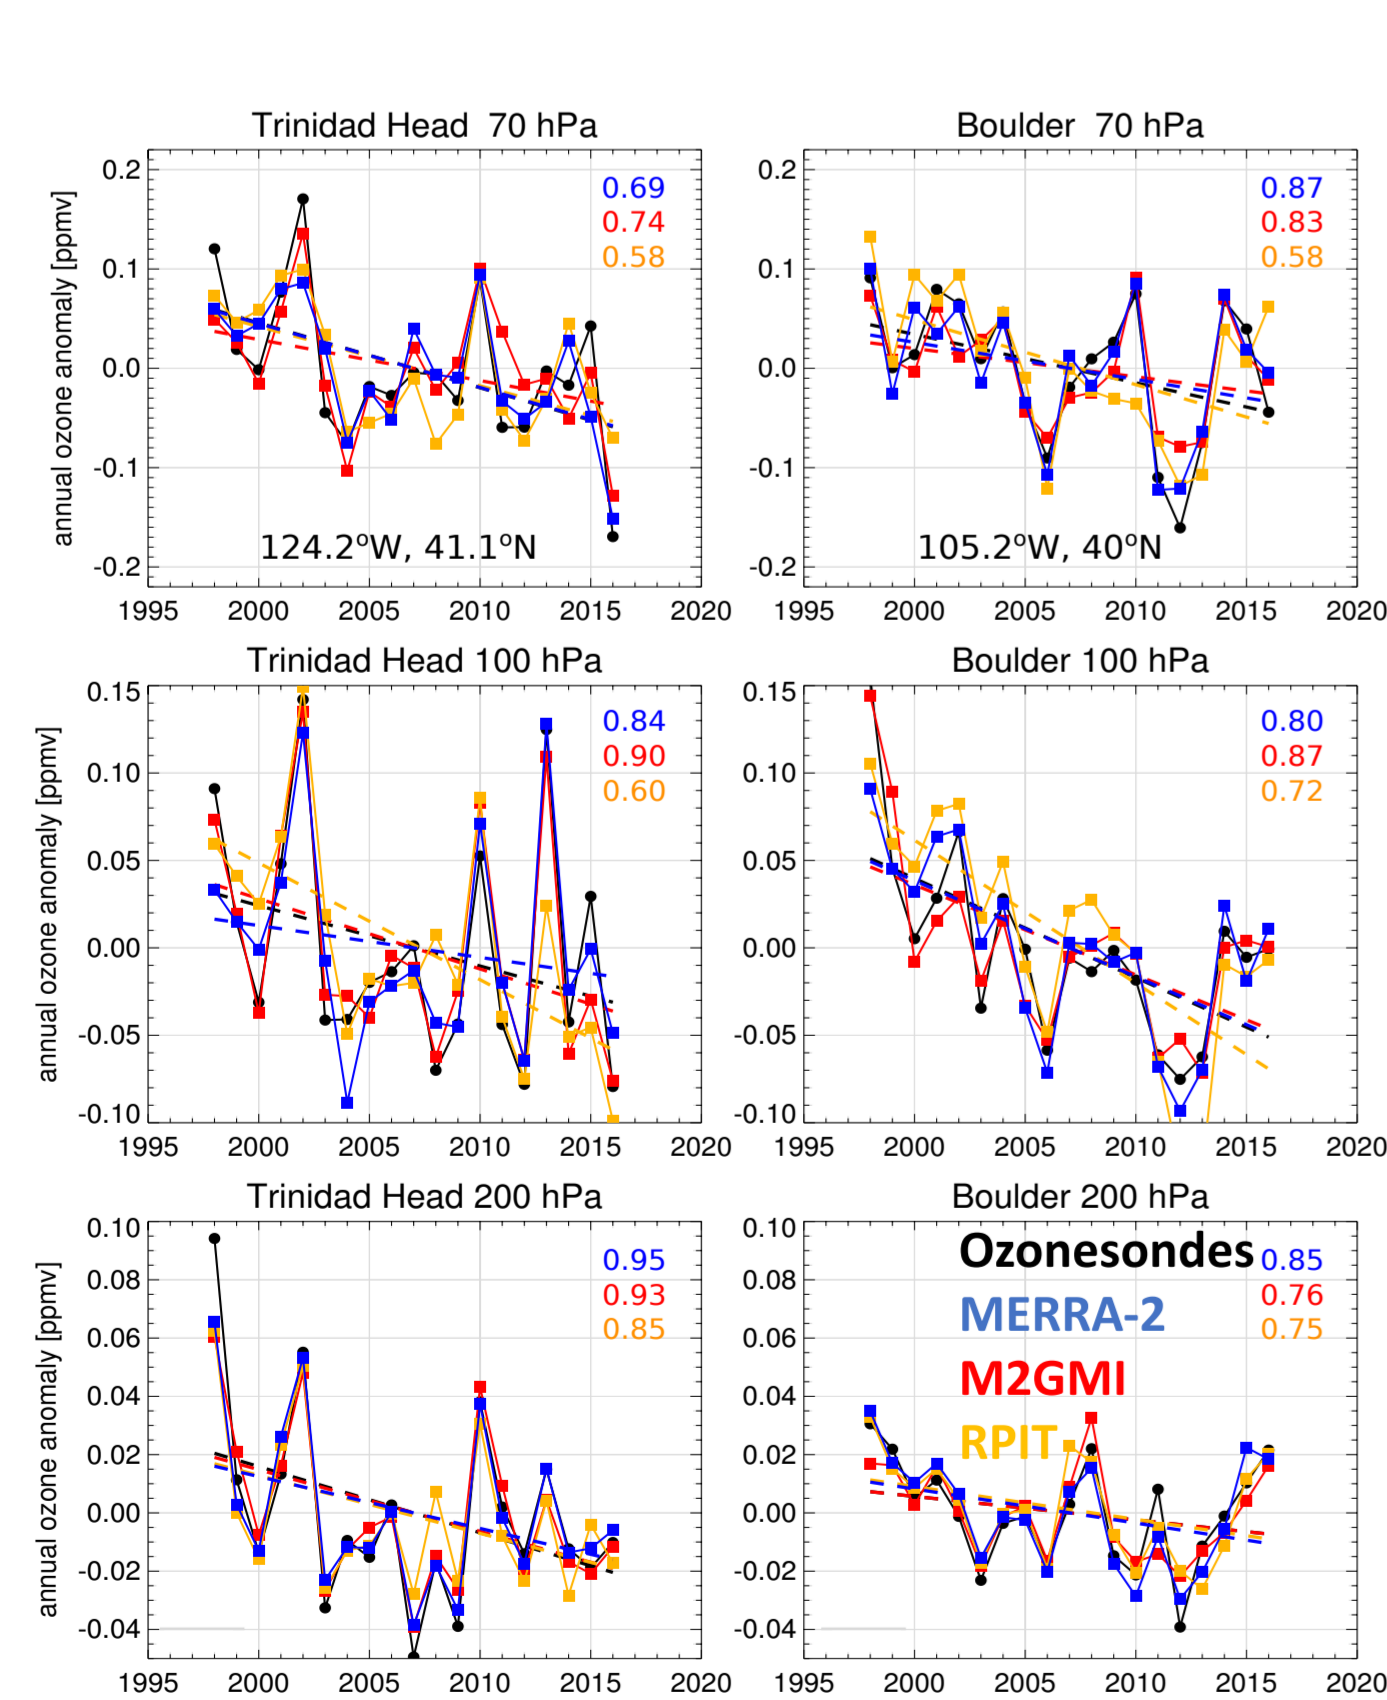 Trinidad Head 70 hPa
annual ozone anomaly [ppmv]
0.2
0.1
0.0
-0.1
-0.2
0.69
0.74
0.58
124.2°W, 41.1°N
1995 2000 2005 2010 2015 2020
Boulder 70 hPa
0.2
0.1
0.0
-0.1
-0.2
0.87
0.83
0.58
105.2°W, 40°N
1995 2000 2005 2010 2015 2020
Trinidad Head 100 hPa
annual ozone anomaly [ppmv]
0.15
0.10
0.05
0.00
-0.05
-0.10
0.84
0.90
0.60
1995 2000 2005 2010 2015 2020
Boulder 100 hPa
0.15
0.10
0.05
0.00
-0.05
-0.10
0.80
0.87
0.72
1995 2000 2005 2010 2015 2020
Trinidad Head 200 hPa
annual ozone anomaly [ppmv]
0.10
0.08
0.06
0.04
0.02
0.00
-0.02
-0.04
0.95
0.93
0.85
1995 2000 2005 2010 2015 2020
Boulder 200 hPa
0.10
0.08
0.06
0.04
0.02
0.00
-0.02
-0.04
Ozonesondes
MERRA-2
M2GMI
RPIT
0.85
0.76
0.75
1995 2000 2005 2010 2015 2020